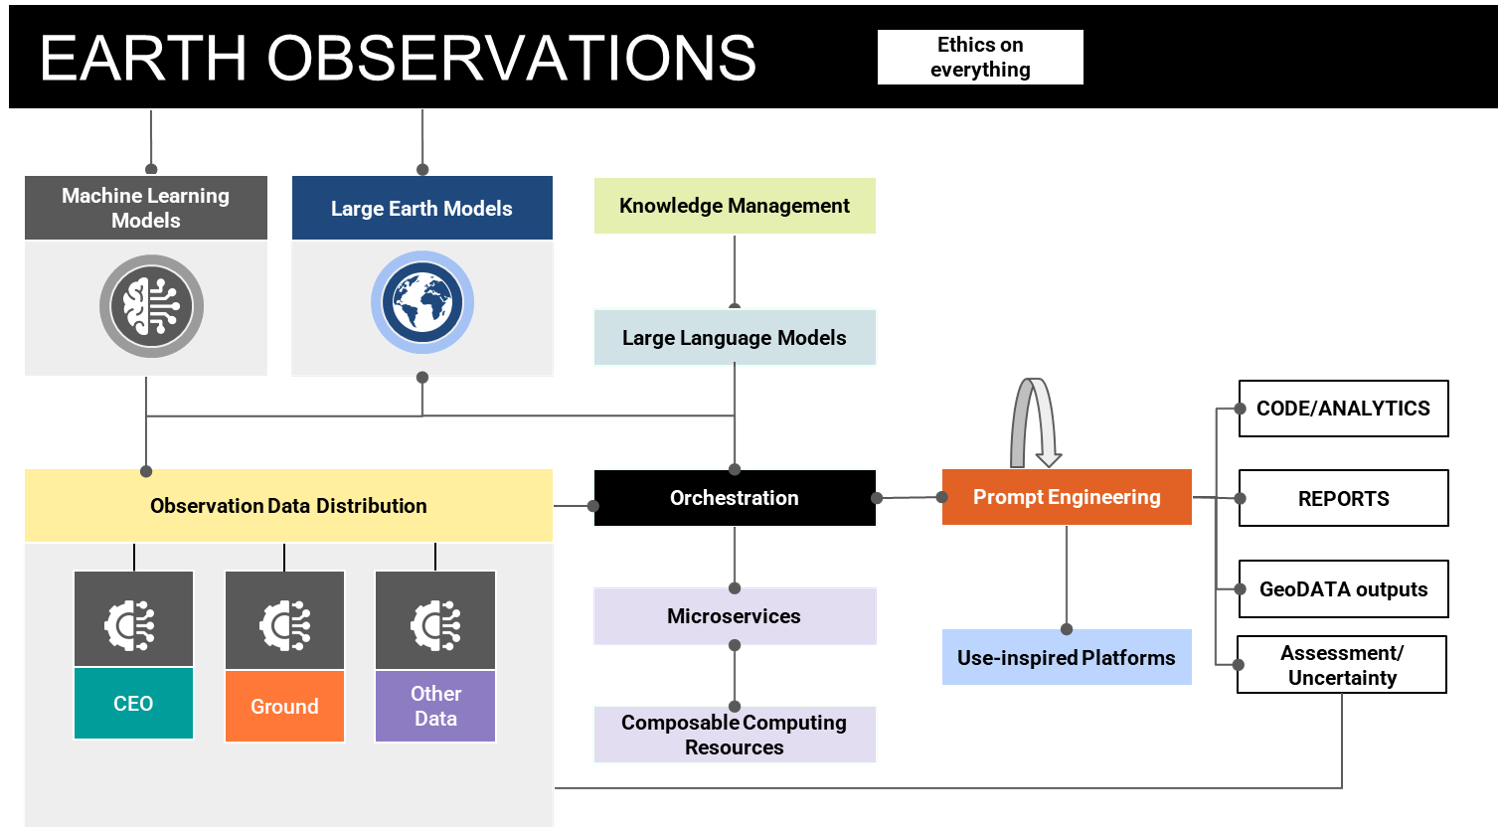 EARTH OBSERVATIONS
Ethics on
everything
Machine Learning
Models
Large Earth Models
Knowledge Management
Large Language Models
Observation Data Distribution
Orchestration
Prompt Engineering
CODE/ANALYTICS
REPORTS
GeoDATA outputs
Assessment/
Uncertainty
Microservices
Use-inspired Platforms
Composable Computing
Resources
CEO
Ground
Other
Data